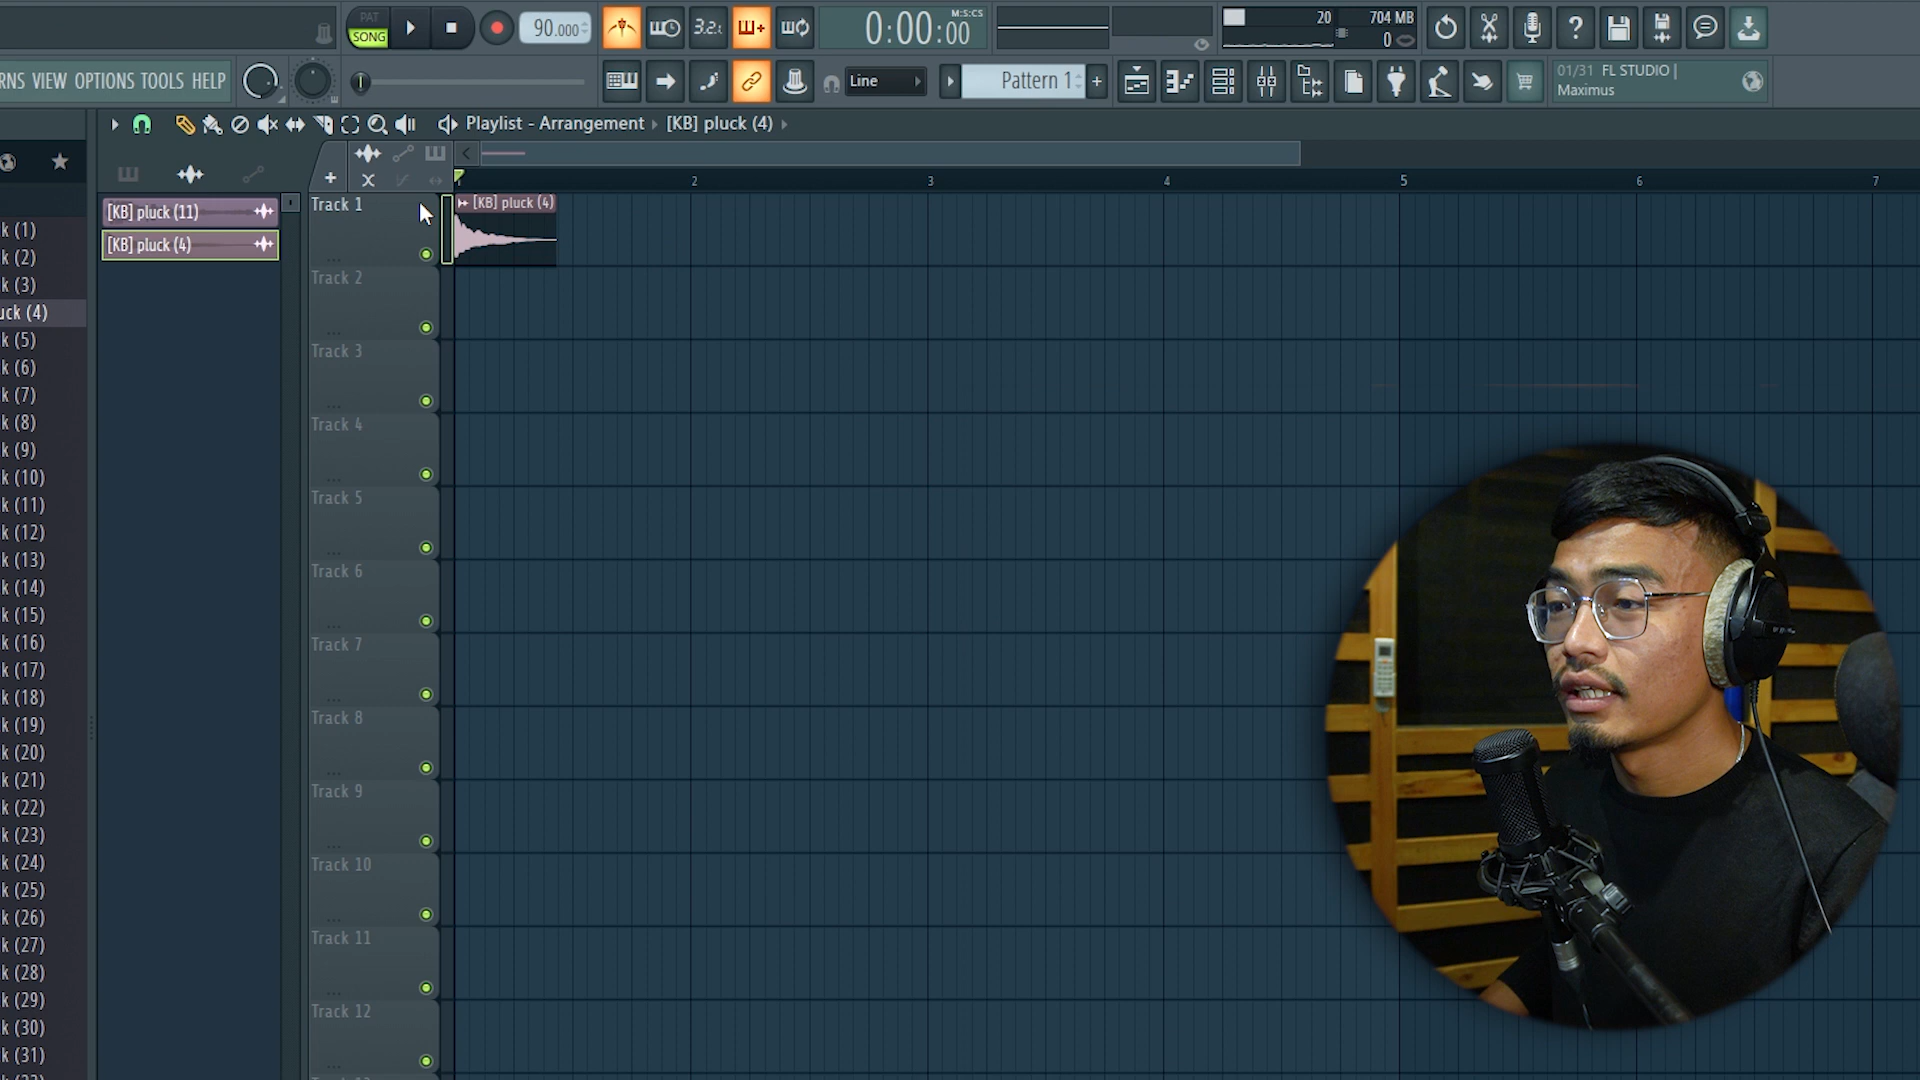 PAT
SONG
90.000
3.2.
0:00:00
M:S:CS
20
704 MB
0
RNS VIEW OPTIONS TOOLS HELP
Line
Pattern 1
+
01/31 FL STUDIO |
Maximus
Playlist - Arrangement
[KB] pluck (4)
1
2
3
4
5
6
7
[KB] pluck (11)
[KB] pluck (4)
[KB] pluck (4)
Track 1
Track 2
Track 3
Track 4
Track 5
Track 6
Track 7
Track 8
Track 9
Track 10
Track 11
Track 12
k (1)
k (2)
k (3)
uck (4)
k (5)
k (6)
k (7)
k (8)
k (9)
k (10)
k (11)
k (12)
k (13)
k (14)
k (15)
k (16)
k (17)
k (18)
k (19)
k (20)
k (21)
k (22)
k (23)
k (24)
k (25)
k (26)
k (27)
k (28)
k (29)
k (30)
k (31)